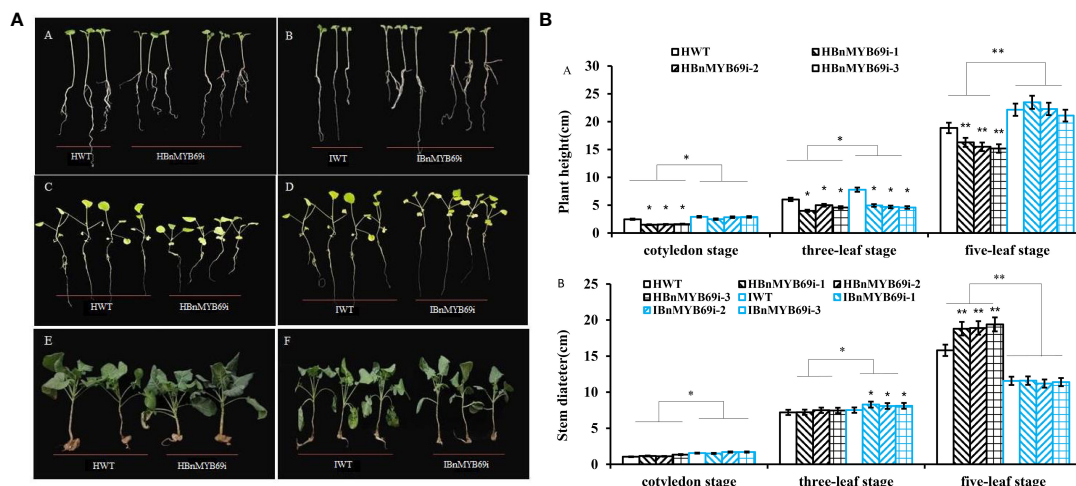 A
A
B
HWT
HBnMYB69i
IWT
IBnMYB69i
C
D
HWT
HBnMYB69i
IWT
IBnMYB69i
E
F
HWT
HBnMYB69i
IWT
IBnMYB69i
B
HWT
HBnMYB69i-1
HBnMYB69i-2
HBnMYB69i-3
A
Plant height(cm)
30
25
20
15
10
5
0
*
* * *
*
* * *
* * *
**
** ** **
cotyledon stage
three-leaf stage
five-leaf stage
B
HWT
HBnMYB69i-1
HBnMYB69i-2
HBnMYB69i-3
IWT
IBnMYB69i-1
IBnMYB69i-2
IBnMYB69i-3
Stem diateter(cm)
25
20
15
10
5
0
*
*
* * *
**
** ** **
cotyledon stage
three-leaf stage
five-leaf stage